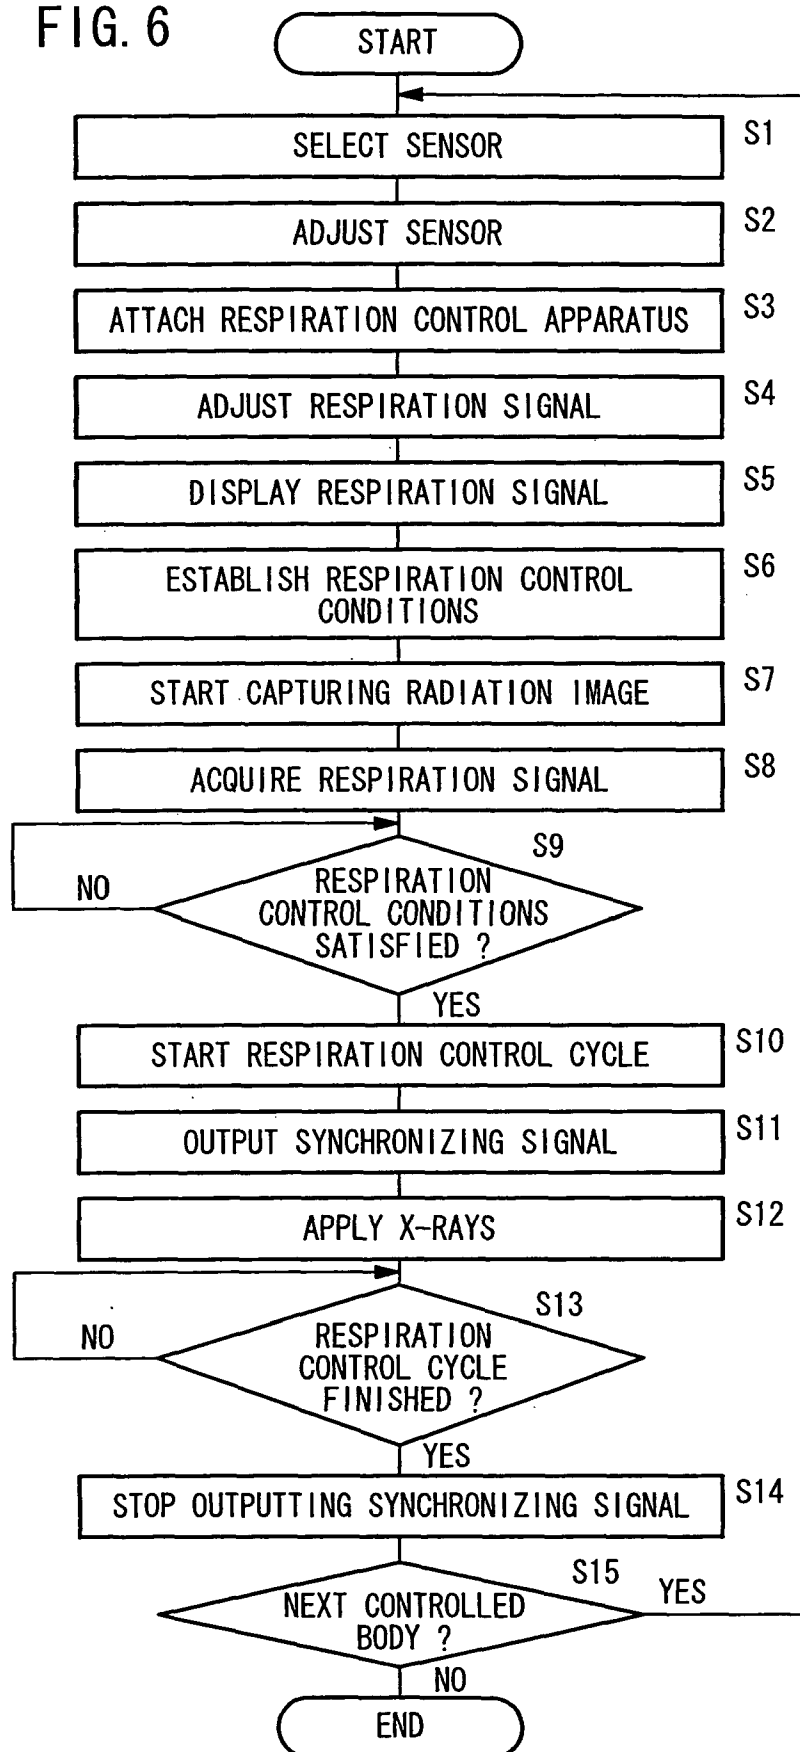 FIG. 6
START
SELECT SENSOR
S1
ADJUST SENSOR
S2
ATTACH RESPIRATION CONTROL APPARATUS
S3
ADJUST RESPIRATION SIGNAL
S4
DISPLAY RESPIRATION SIGNAL
S5
ESTABLISH RESPIRATION CONTROL
CONDITIONS
S6
START CAPTURING RADIATION IMAGE
S7
ACQUIRE RESPIRATION SIGNAL
S8
S9
RESPIRATION
CONTROL CONDITIONS
SATISFIED ?
NO
YES
START RESPIRATION CONTROL CYCLE
S10
OUTPUT SYNCHRONIZING SIGNAL
S11
APPLY X-RAYS
S12
S13
RESPIRATION
CONTROL CYCLE
FINISHED ?
NO
YES
STOP OUTPUTTING SYNCHRONIZING SIGNAL
S14
S15
NEXT CONTROLLED
BODY ?
YES
NO
END